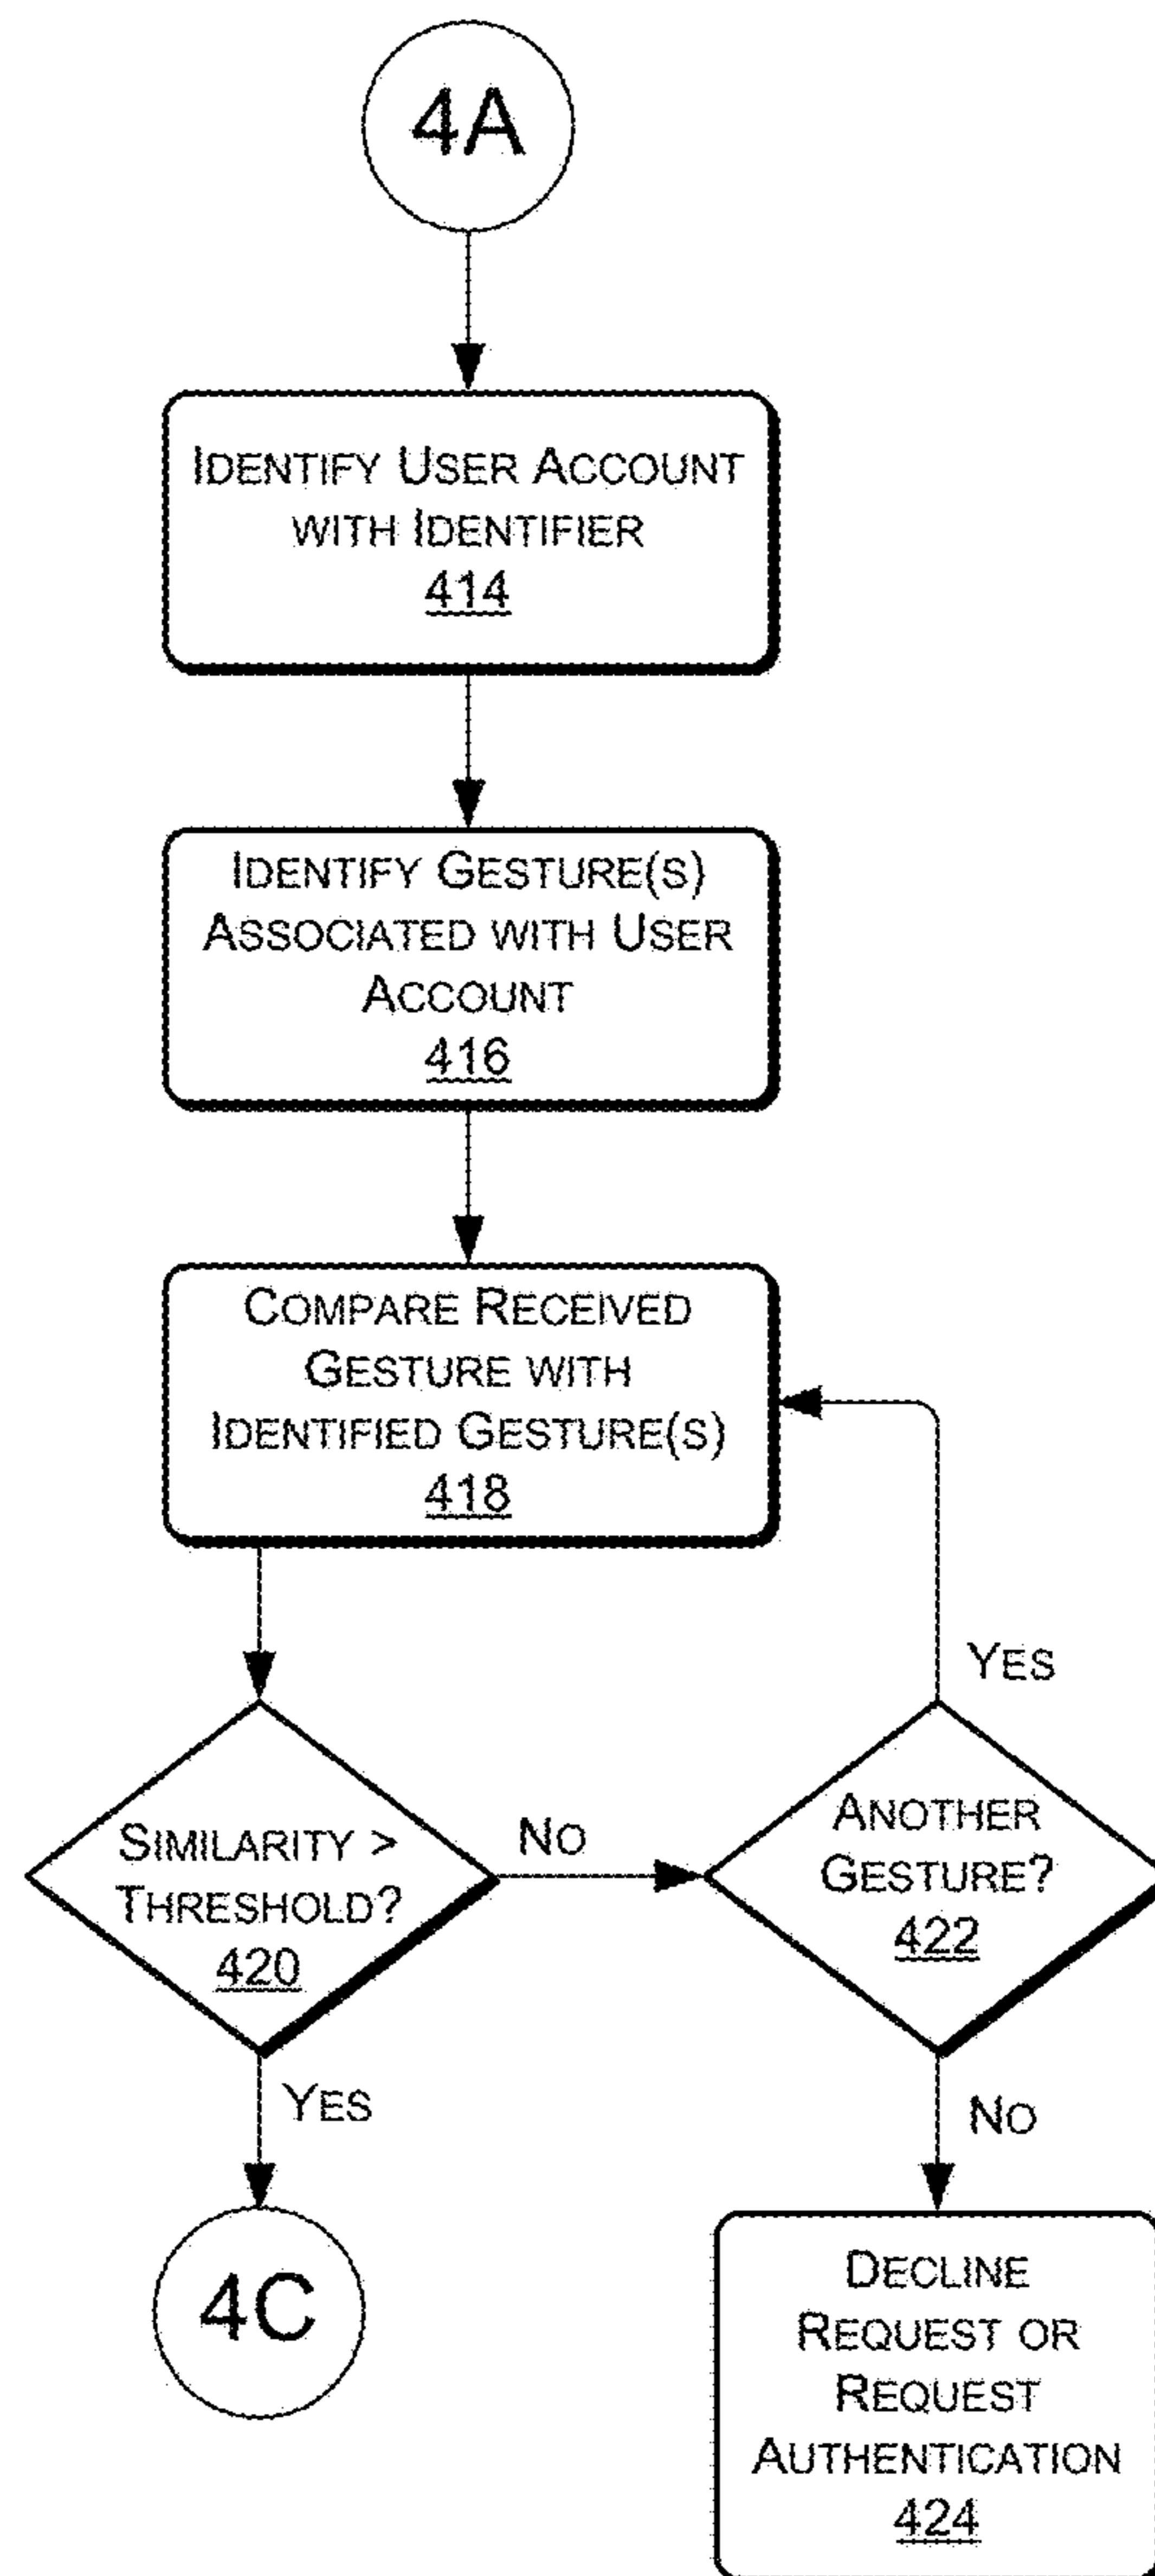 4A
IDENTIFY USER ACCOUNT
WITH IDENTIFIER
414
IDENTIFY GESTURE(S)
ASSOCIATED WITH USER
ACCOUNT
416
COMPARE RECEIVED
GESTURE WITH
IDENTIFIED GESTURE(S)
418
YES
SIMILARITY >
THRESHOLD?
420
NO
ANOTHER
GESTURE?
422
YES
NO
4C
DECLINE
REQUEST OR
REQUEST
AUTHENTICATION
424